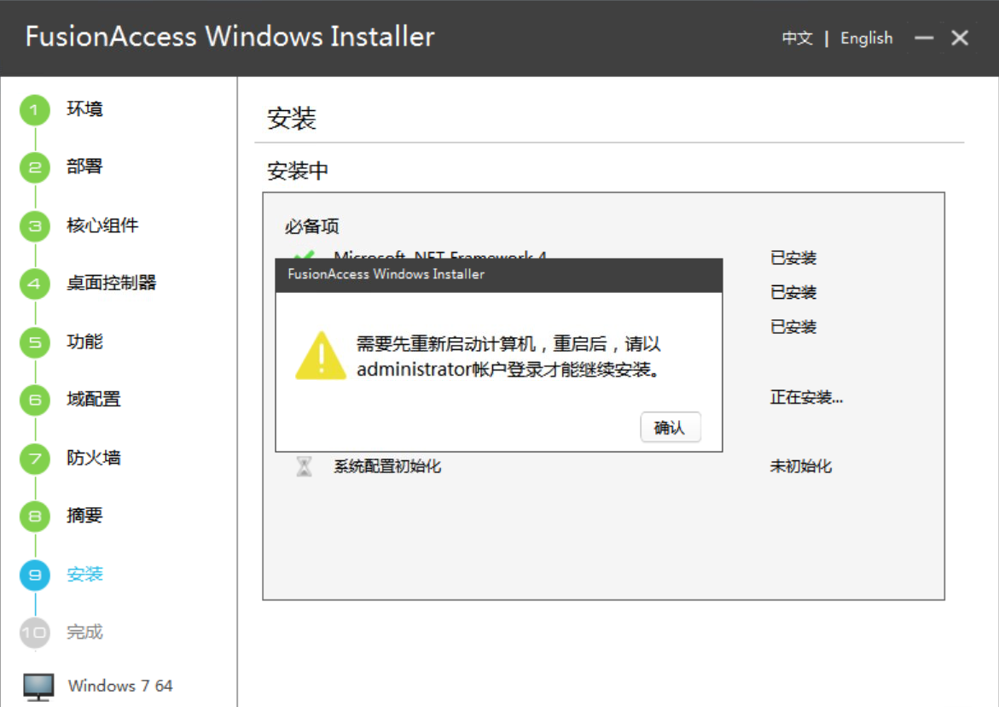 FusionAccess Windows Installer
中文 | English
1 环境
2 部署
3 核心组件
4 桌面控制器
5 功能
6 域配置
7 防火墙
8 摘要
9 安装
10 完成
Windows 7 64
安装
安装中
必备项
Microsoft .NET Framework 4 已安装
已安装
已安装
正在安装...
FusionAccess Windows Installer
需要先重新启动计算机，重启后，请以
administrator帐户登录才能继续安装。
确认
系统配置初始化 未初始化